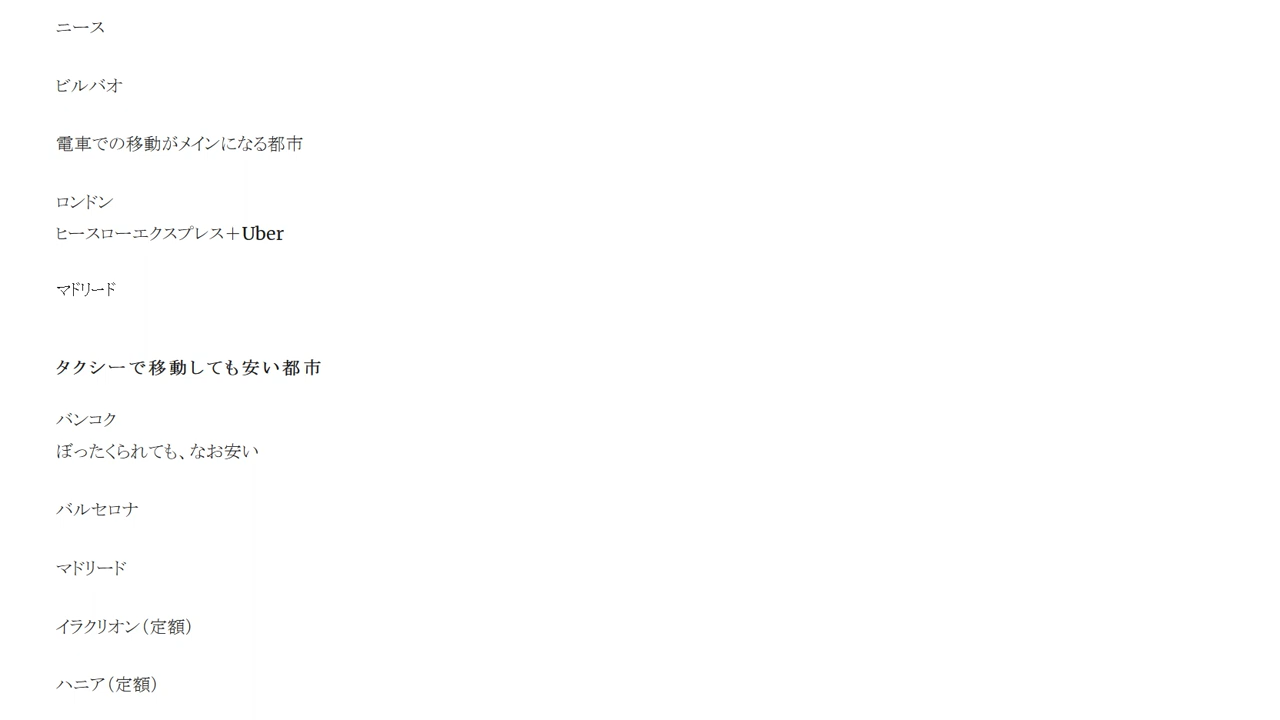 ニース
ビルバオ
電車での移動がメインになる都市
ロンドン
ヒースローエクスプレス＋Uber
マドリード
タクシーで移動しても安い都市
バンコク
ぼったくられても、なお安い
バルセロナ
マドリード
イラクリオン（定額）
ハニア（定額）